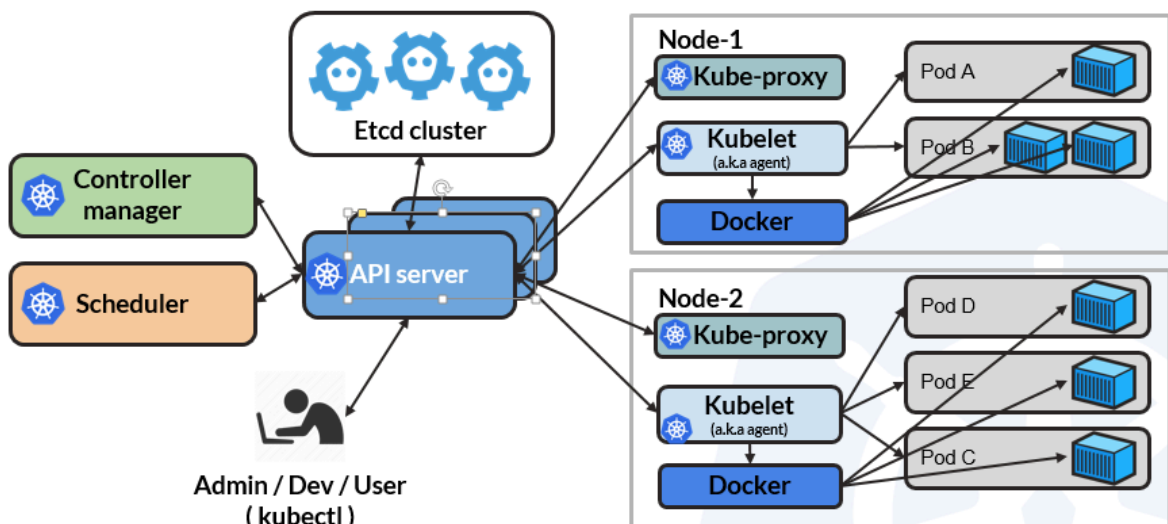 Etcd cluster
Controller
manager
Scheduler
API server
Admin / Dev / User
( kubectl )
Node-1
Kube-proxy
Kubelet
(a.k.a agent)
Docker
Pod A
Pod B
Node-2
Kube-proxy
Kubelet
(a.k.a agent)
Docker
Pod D
Pod E
Pod C